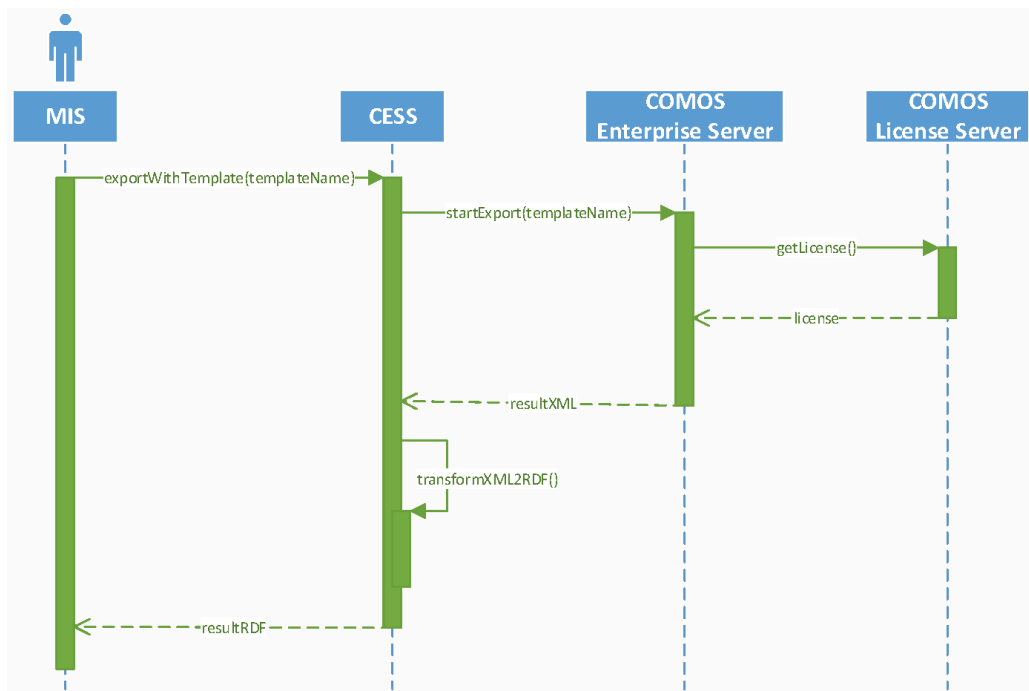 MIS
CESS
COMOS
Enterprise Server
COMOS
License Server
exportWithTemplate(templateName)
startExport(templateName)
getLicense()
license
resultXML
transformXML2RDF()
resultRDF